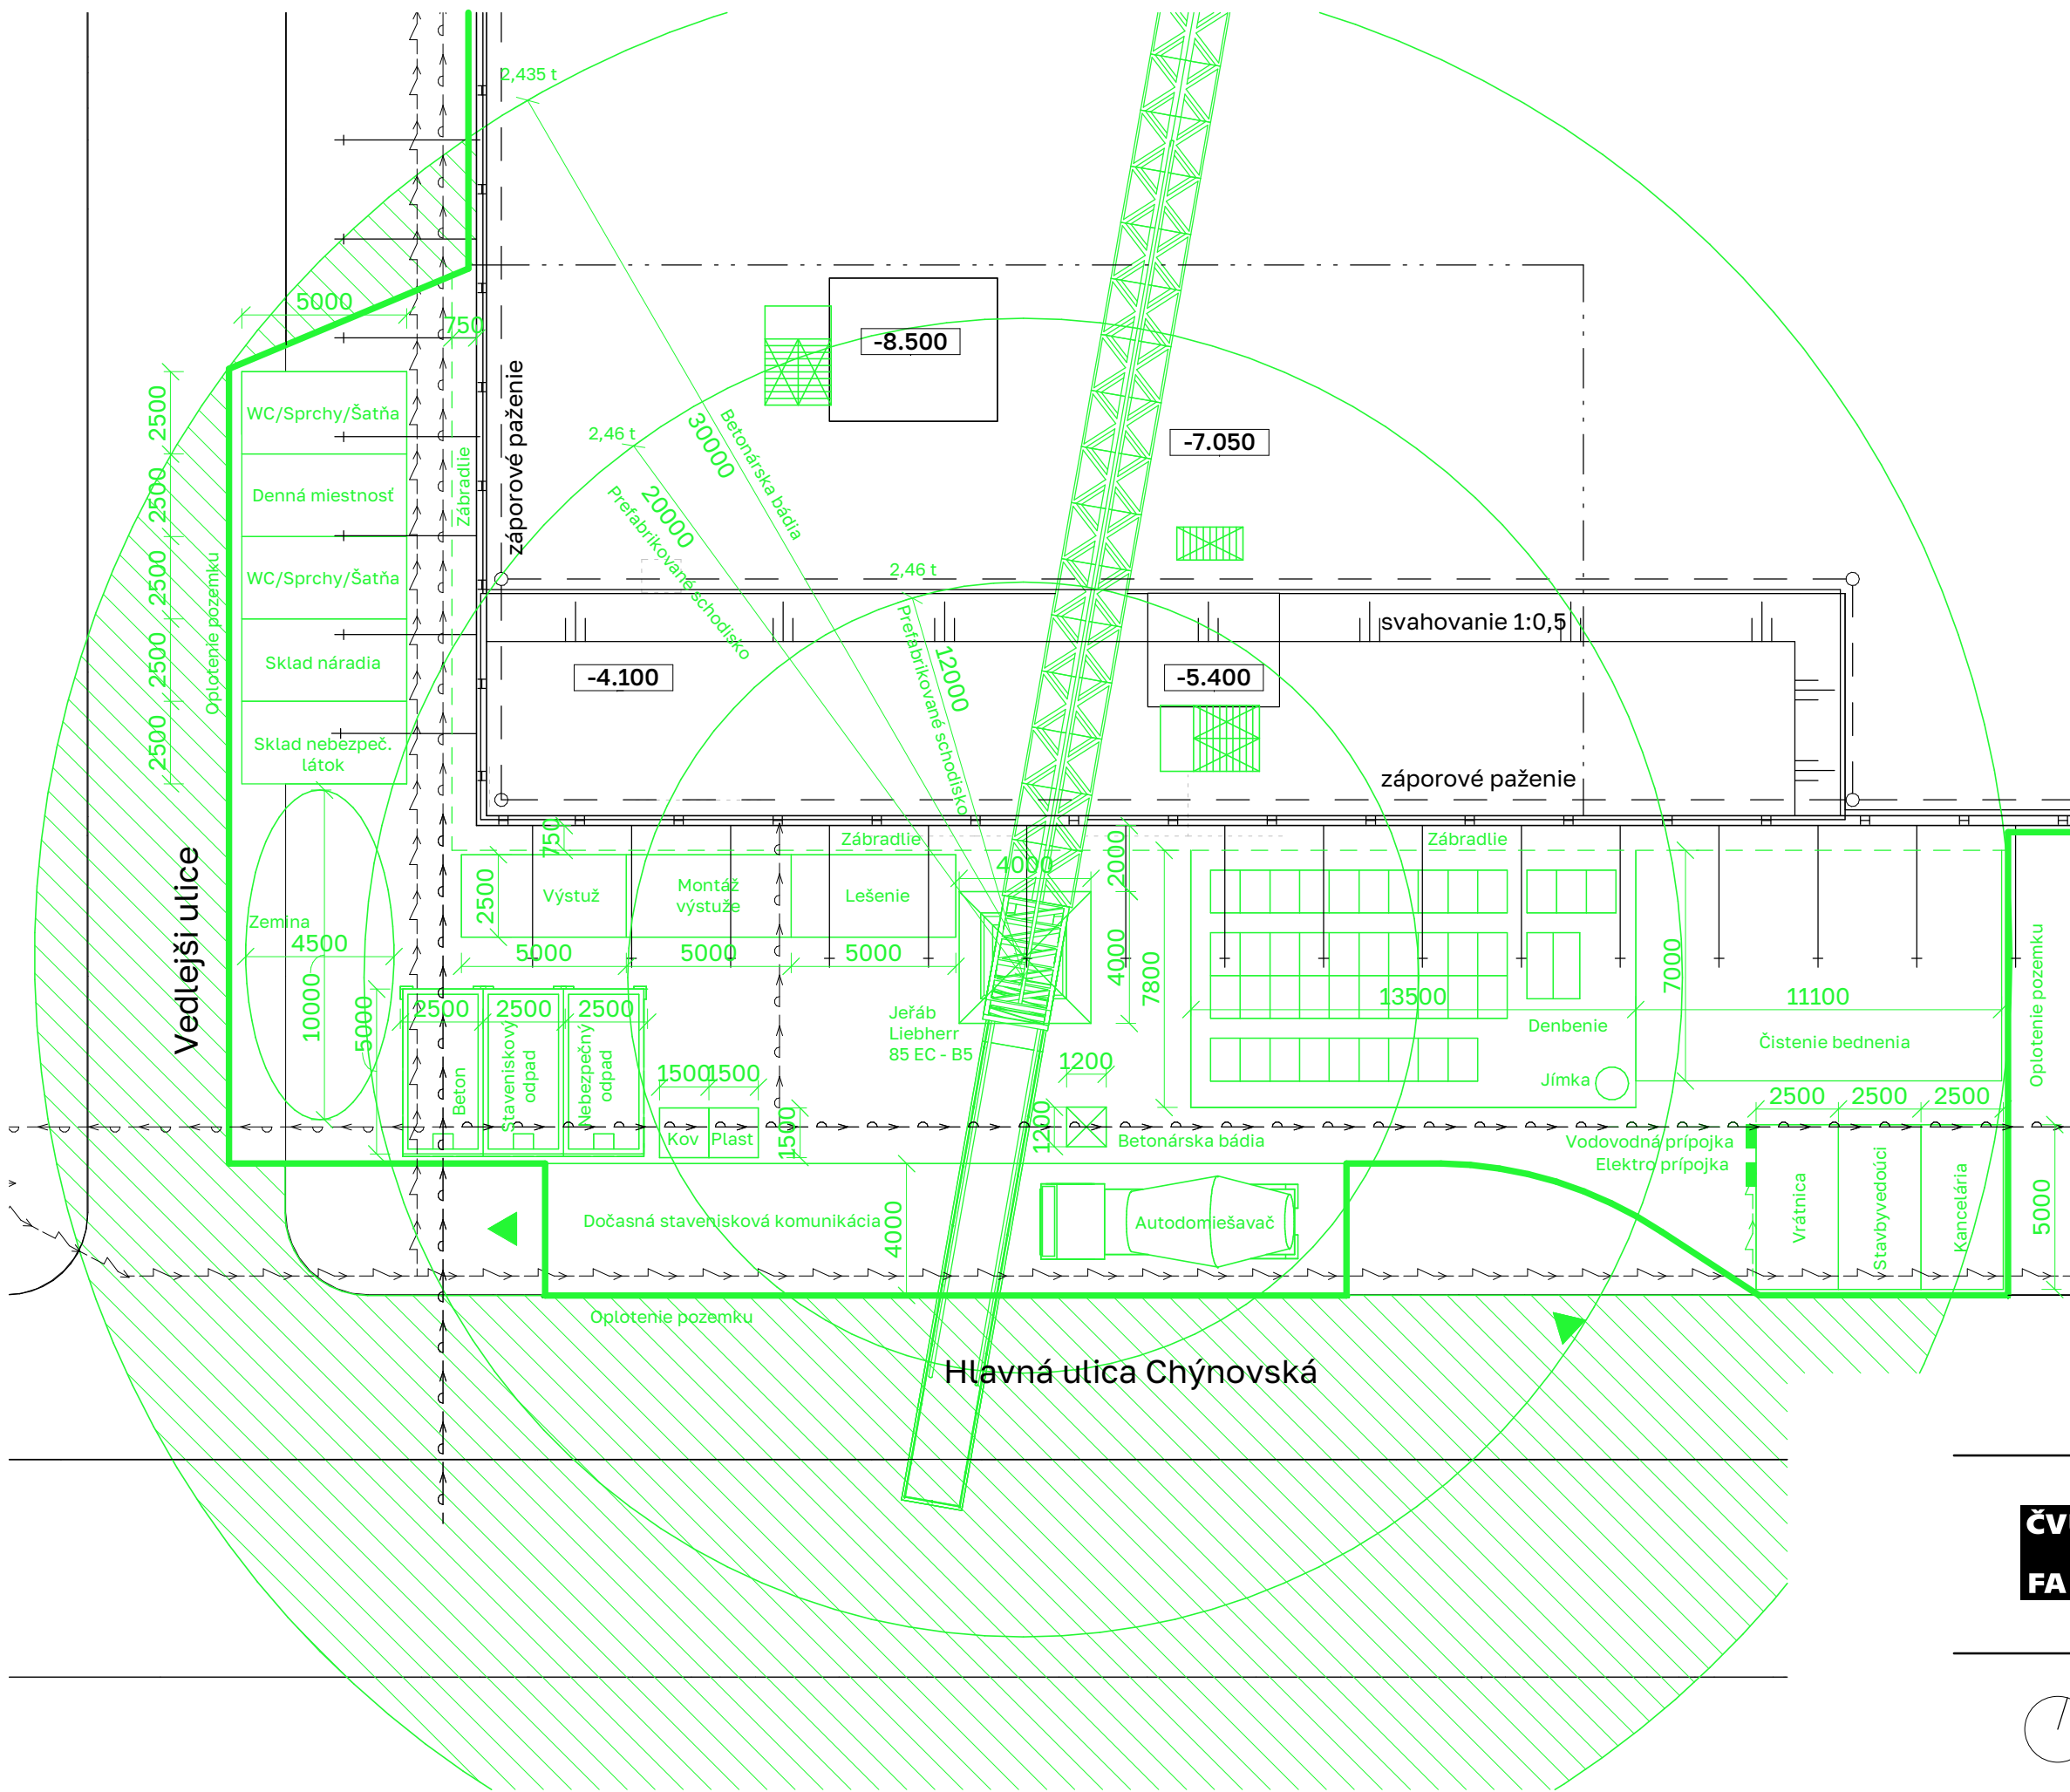 2,435 t
5000
750
-8.500
záporové paženie
2500
WC/Sprchy/Šatňa
2,46 t
30000
Betonárska bádia
-7.050
2500
Denná miestnosť
Zábradlie
20000
Prefabrikované schodisko
2500
WC/Sprchy/Šatňa
Oplotenie pozemku
2,46 t
12000
Prefabrikované schodisko
svahovanie 1:0,5
2500
Sklad náradia
-4.100
-5.400
2500
Sklad nebezpeč.
látok
záporové paženie
750
Zábradlie
2000
Zábradlie
Vedlejši ulice
2500
Výstuž
Montáž
výstuže
Lešenie
4000
Zemina
4500
10000
5000
5000
5000
5000
4000
7800
7000
13500
11100
Oplotenie pozemku
2500
2500
2500
Jeřáb
Liebherr
85 EC - B5
Denbenie
Čistenie bednenia
Beton
Staveniskový
odpad
Nebezpečný
odpad
1500
1500
1200
Jímka
2500
2500
2500
Kov
Plast
1500
1200
Betonárska bádia
Vodovodná prípojka
Elektro prípojka
Vrátnica
Stavbyvedoúci
Kancelária
5000
Dočasná stavenisková komunikácia
4000
Autodomiešavač
Oplotenie pozemku
Hlavná ulica Chýnovská
FA